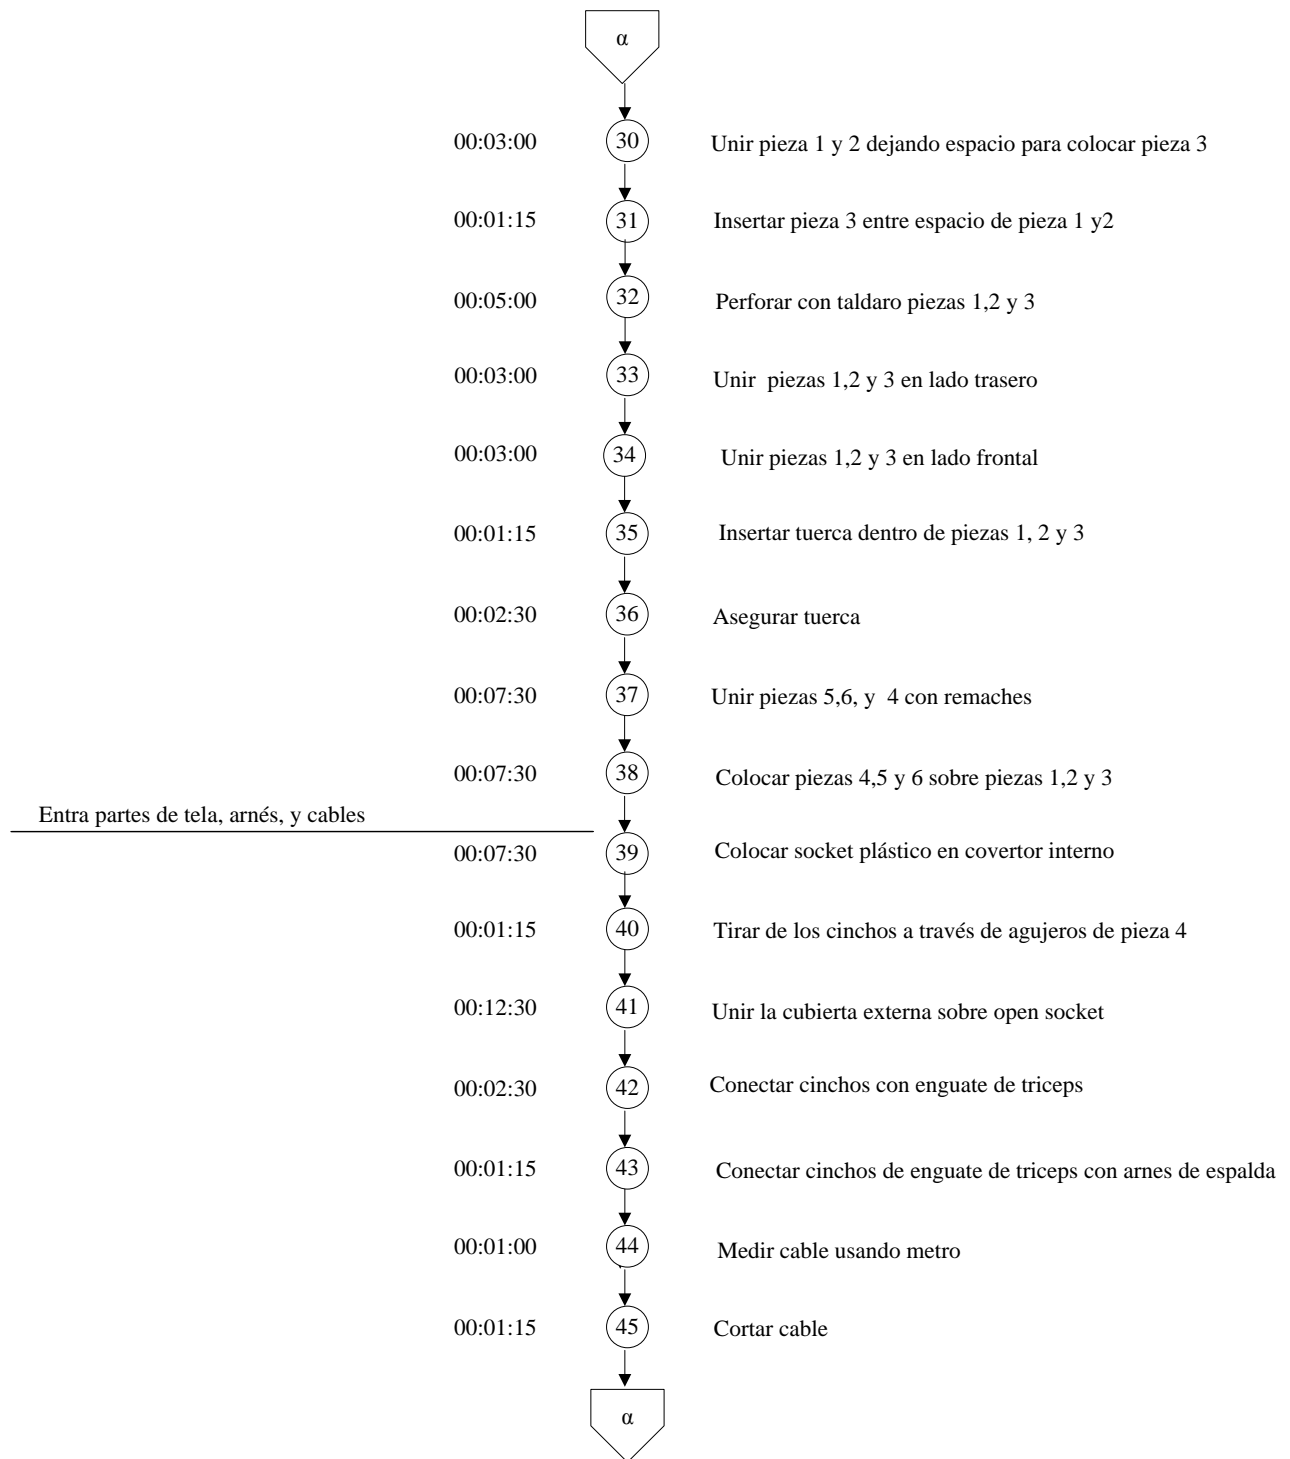 α
00:03:00 30 Unir pieza 1 y 2 dejando espacio para colocar pieza 3
00:01:15 31 Insertar pieza 3 entre espacio de pieza 1 y2
00:05:00 32 Perforar con taldaro piezas 1,2 y 3
00:03:00 33 Unir piezas 1,2 y 3 en lado trasero
00:03:00 34 Unir piezas 1,2 y 3 en lado frontal
00:01:15 35 Insertar tuerca dentro de piezas 1, 2 y 3
00:02:30 36 Asegurar tuerca
00:07:30 37 Unir piezas 5,6, y 4 con remaches
00:07:30 38 Colocar piezas 4,5 y 6 sobre piezas 1,2 y 3
Entra partes de tela, arnés, y cables
00:07:30 39 Colocar socket plástico en covertor interno
00:01:15 40 Tirar de los cinchos a través de agujeros de pieza 4
00:12:30 41 Unir la cubierta externa sobre open socket
00:02:30 42 Conectar cinchos con enguate de triceps
00:01:15 43 Conectar cinchos de enguate de triceps con arnes de espalda
00:01:00 44 Medir cable usando metro
00:01:15 45 Cortar cable
α